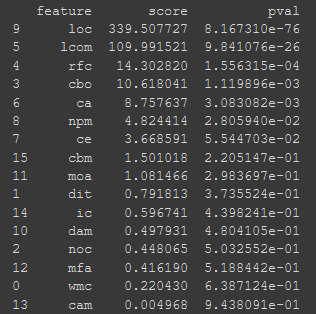 feature score pval
9 loc 339.507727 8.167310e-76
5 lcom 109.991521 9.841076e-26
4 rfc 14.302820 1.556315e-04
3 cbo 10.618041 1.119896e-03
6 ca 8.757637 3.083082e-03
8 npm 4.824414 2.805940e-02
7 ce 3.668591 5.544703e-02
15 cbm 1.501018 2.205147e-01
11 moa 1.081466 2.983697e-01
1 dit 0.791813 3.735524e-01
14 ic 0.596741 4.398241e-01
10 dam 0.497931 4.804105e-01
2 noc 0.448065 5.032552e-01
12 mfa 0.416190 5.188442e-01
0 wmc 0.220430 6.387124e-01
13 cam 0.004968 9.438091e-01